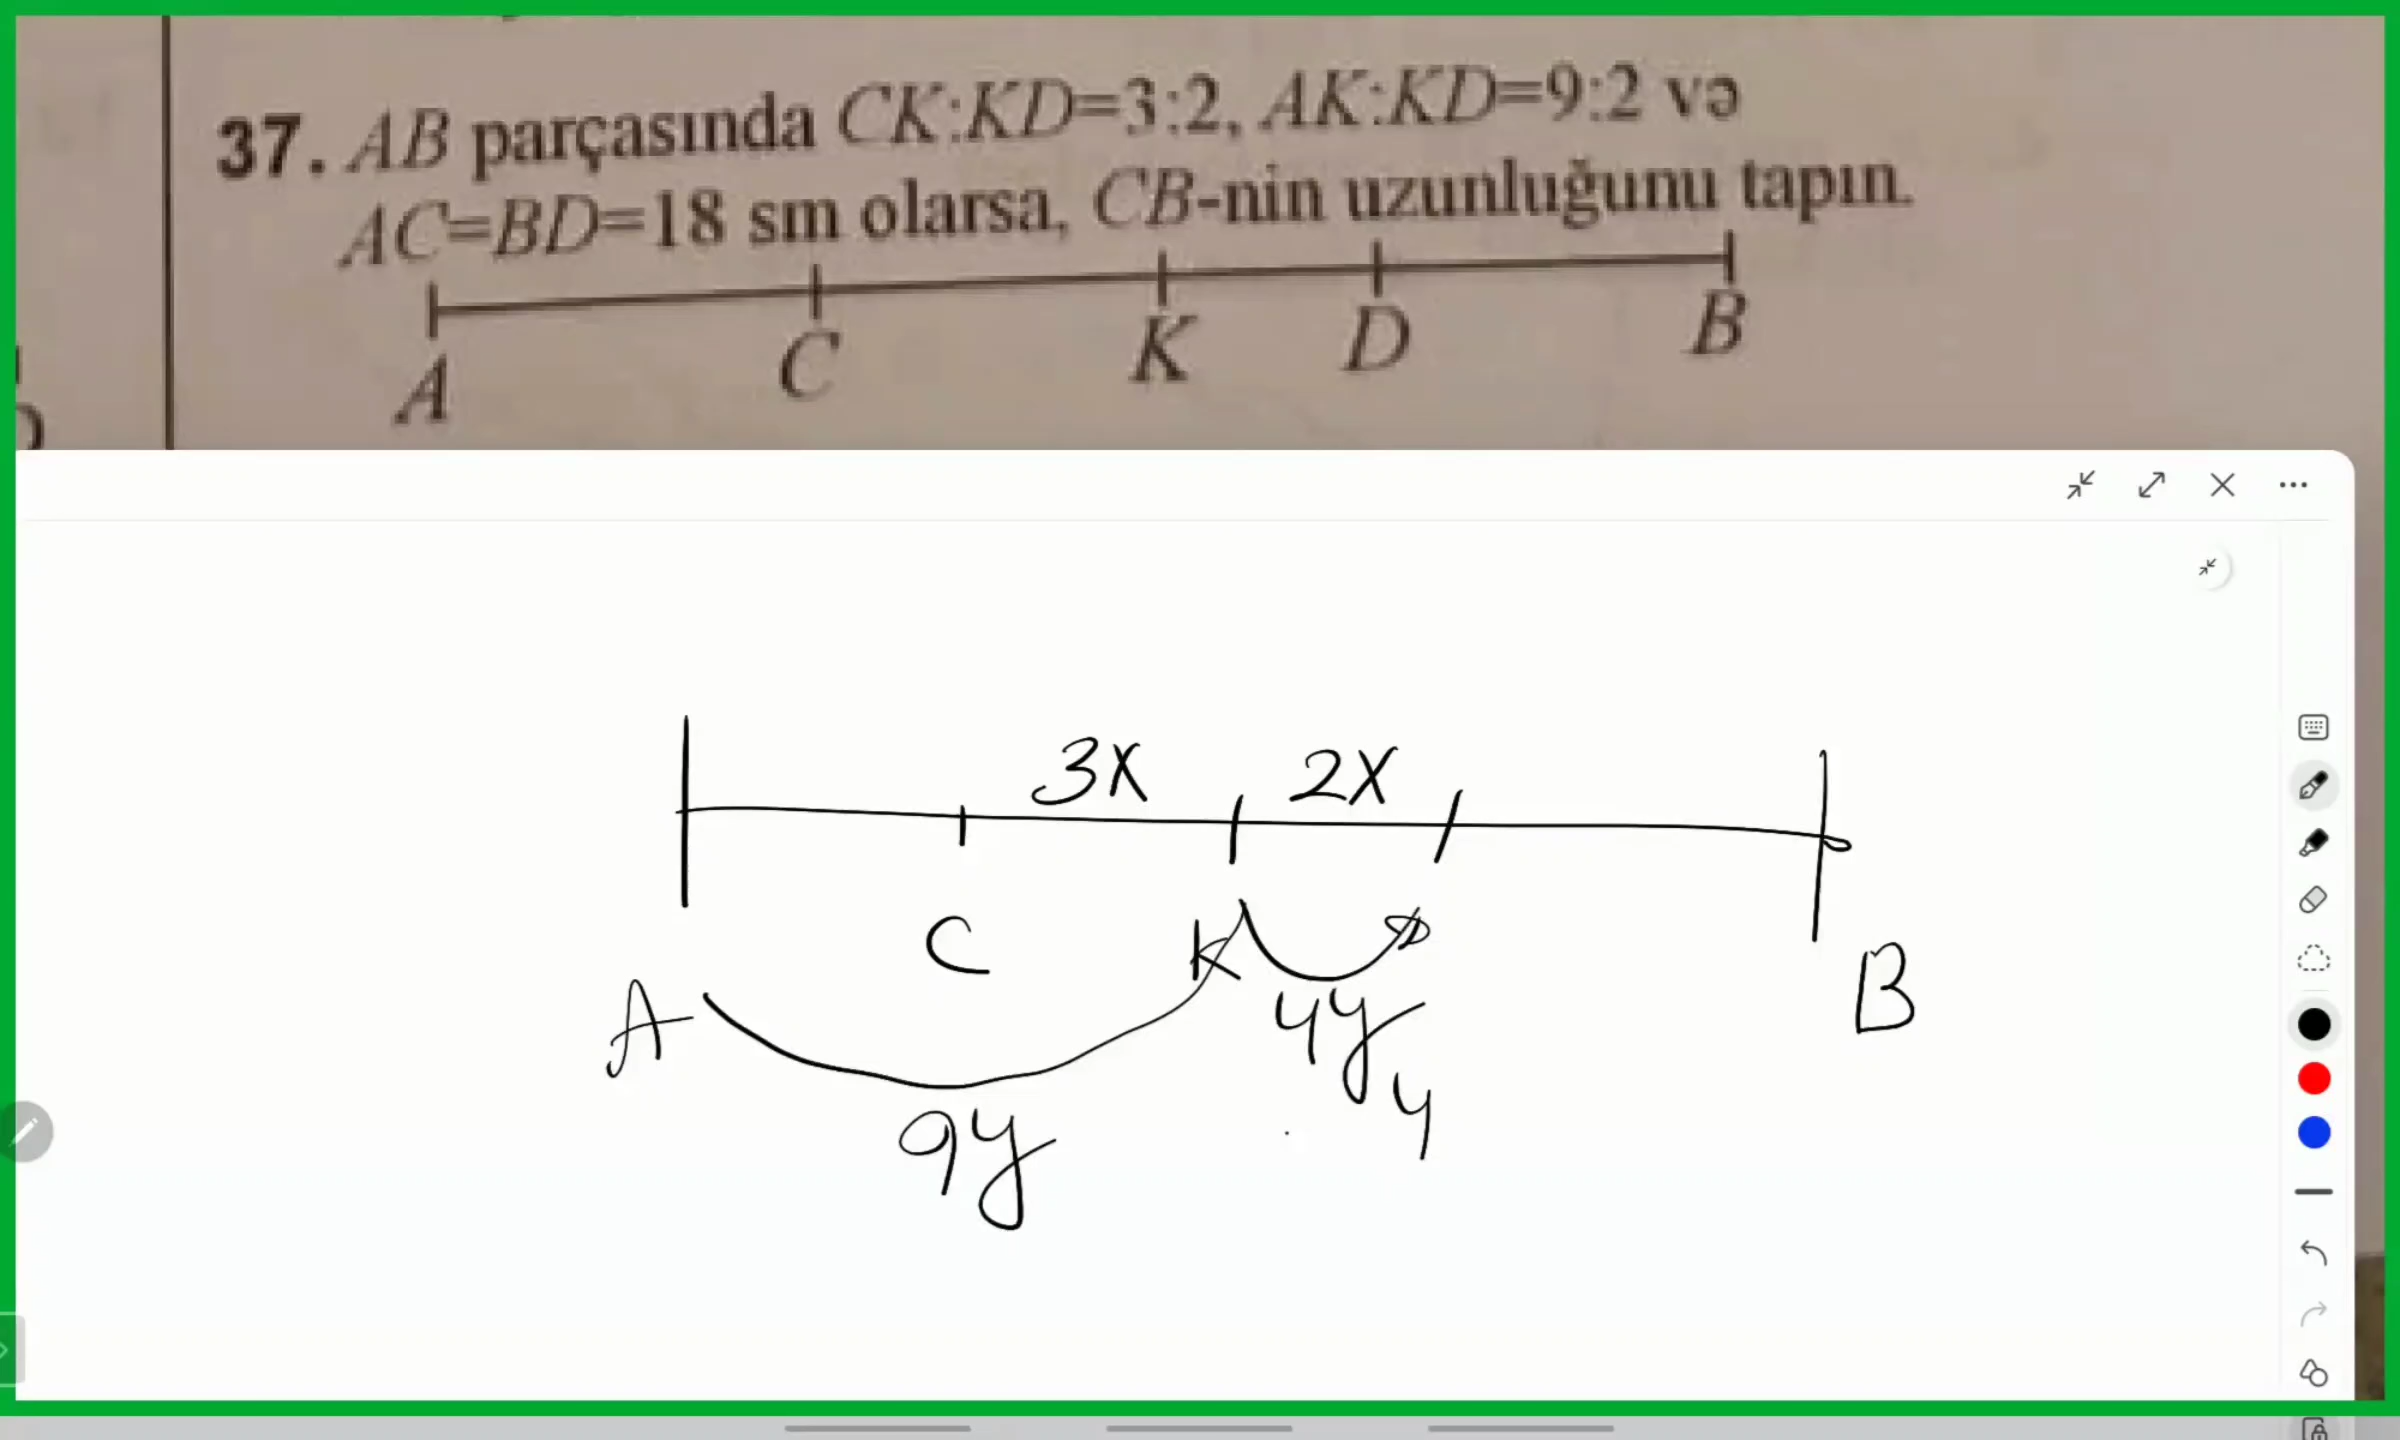 37. AB parçasında CK:KD=3:2, AK:KD=9:2 və
AC=BD=18 sm olarsa, CB-nin uzunluğunu tapın.
A C K D B
3x 2x
A C K D B
9y 4y 4